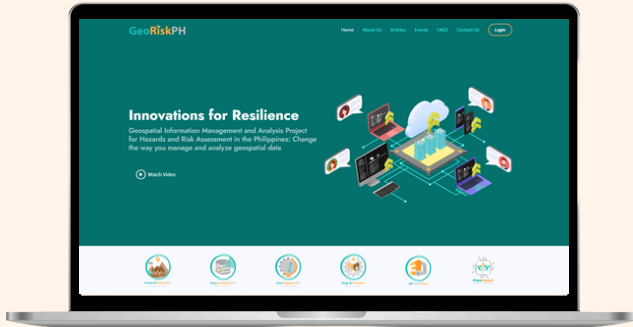 GeoRiskPH
Home About Us Articles Events FAQS Contact Us Login
Innovations for Resilience
Geospatial Information Management and Analysis Project
for Hazards and Risk Assessment in the Philippines: Change
the way you manage and analyze geospatial data
Watch Video